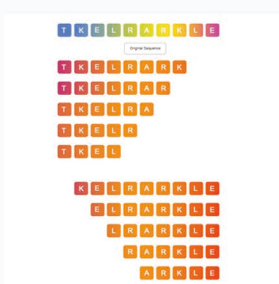 T K E L R A R K L E
Original Sequence
T K E L R A R K
T K E L R A R
T K E L R A
T K E L R
T K E L
K E L R A R K L E
E L R A R K L E
L R A R K L E
R A R K L E
A R K L E